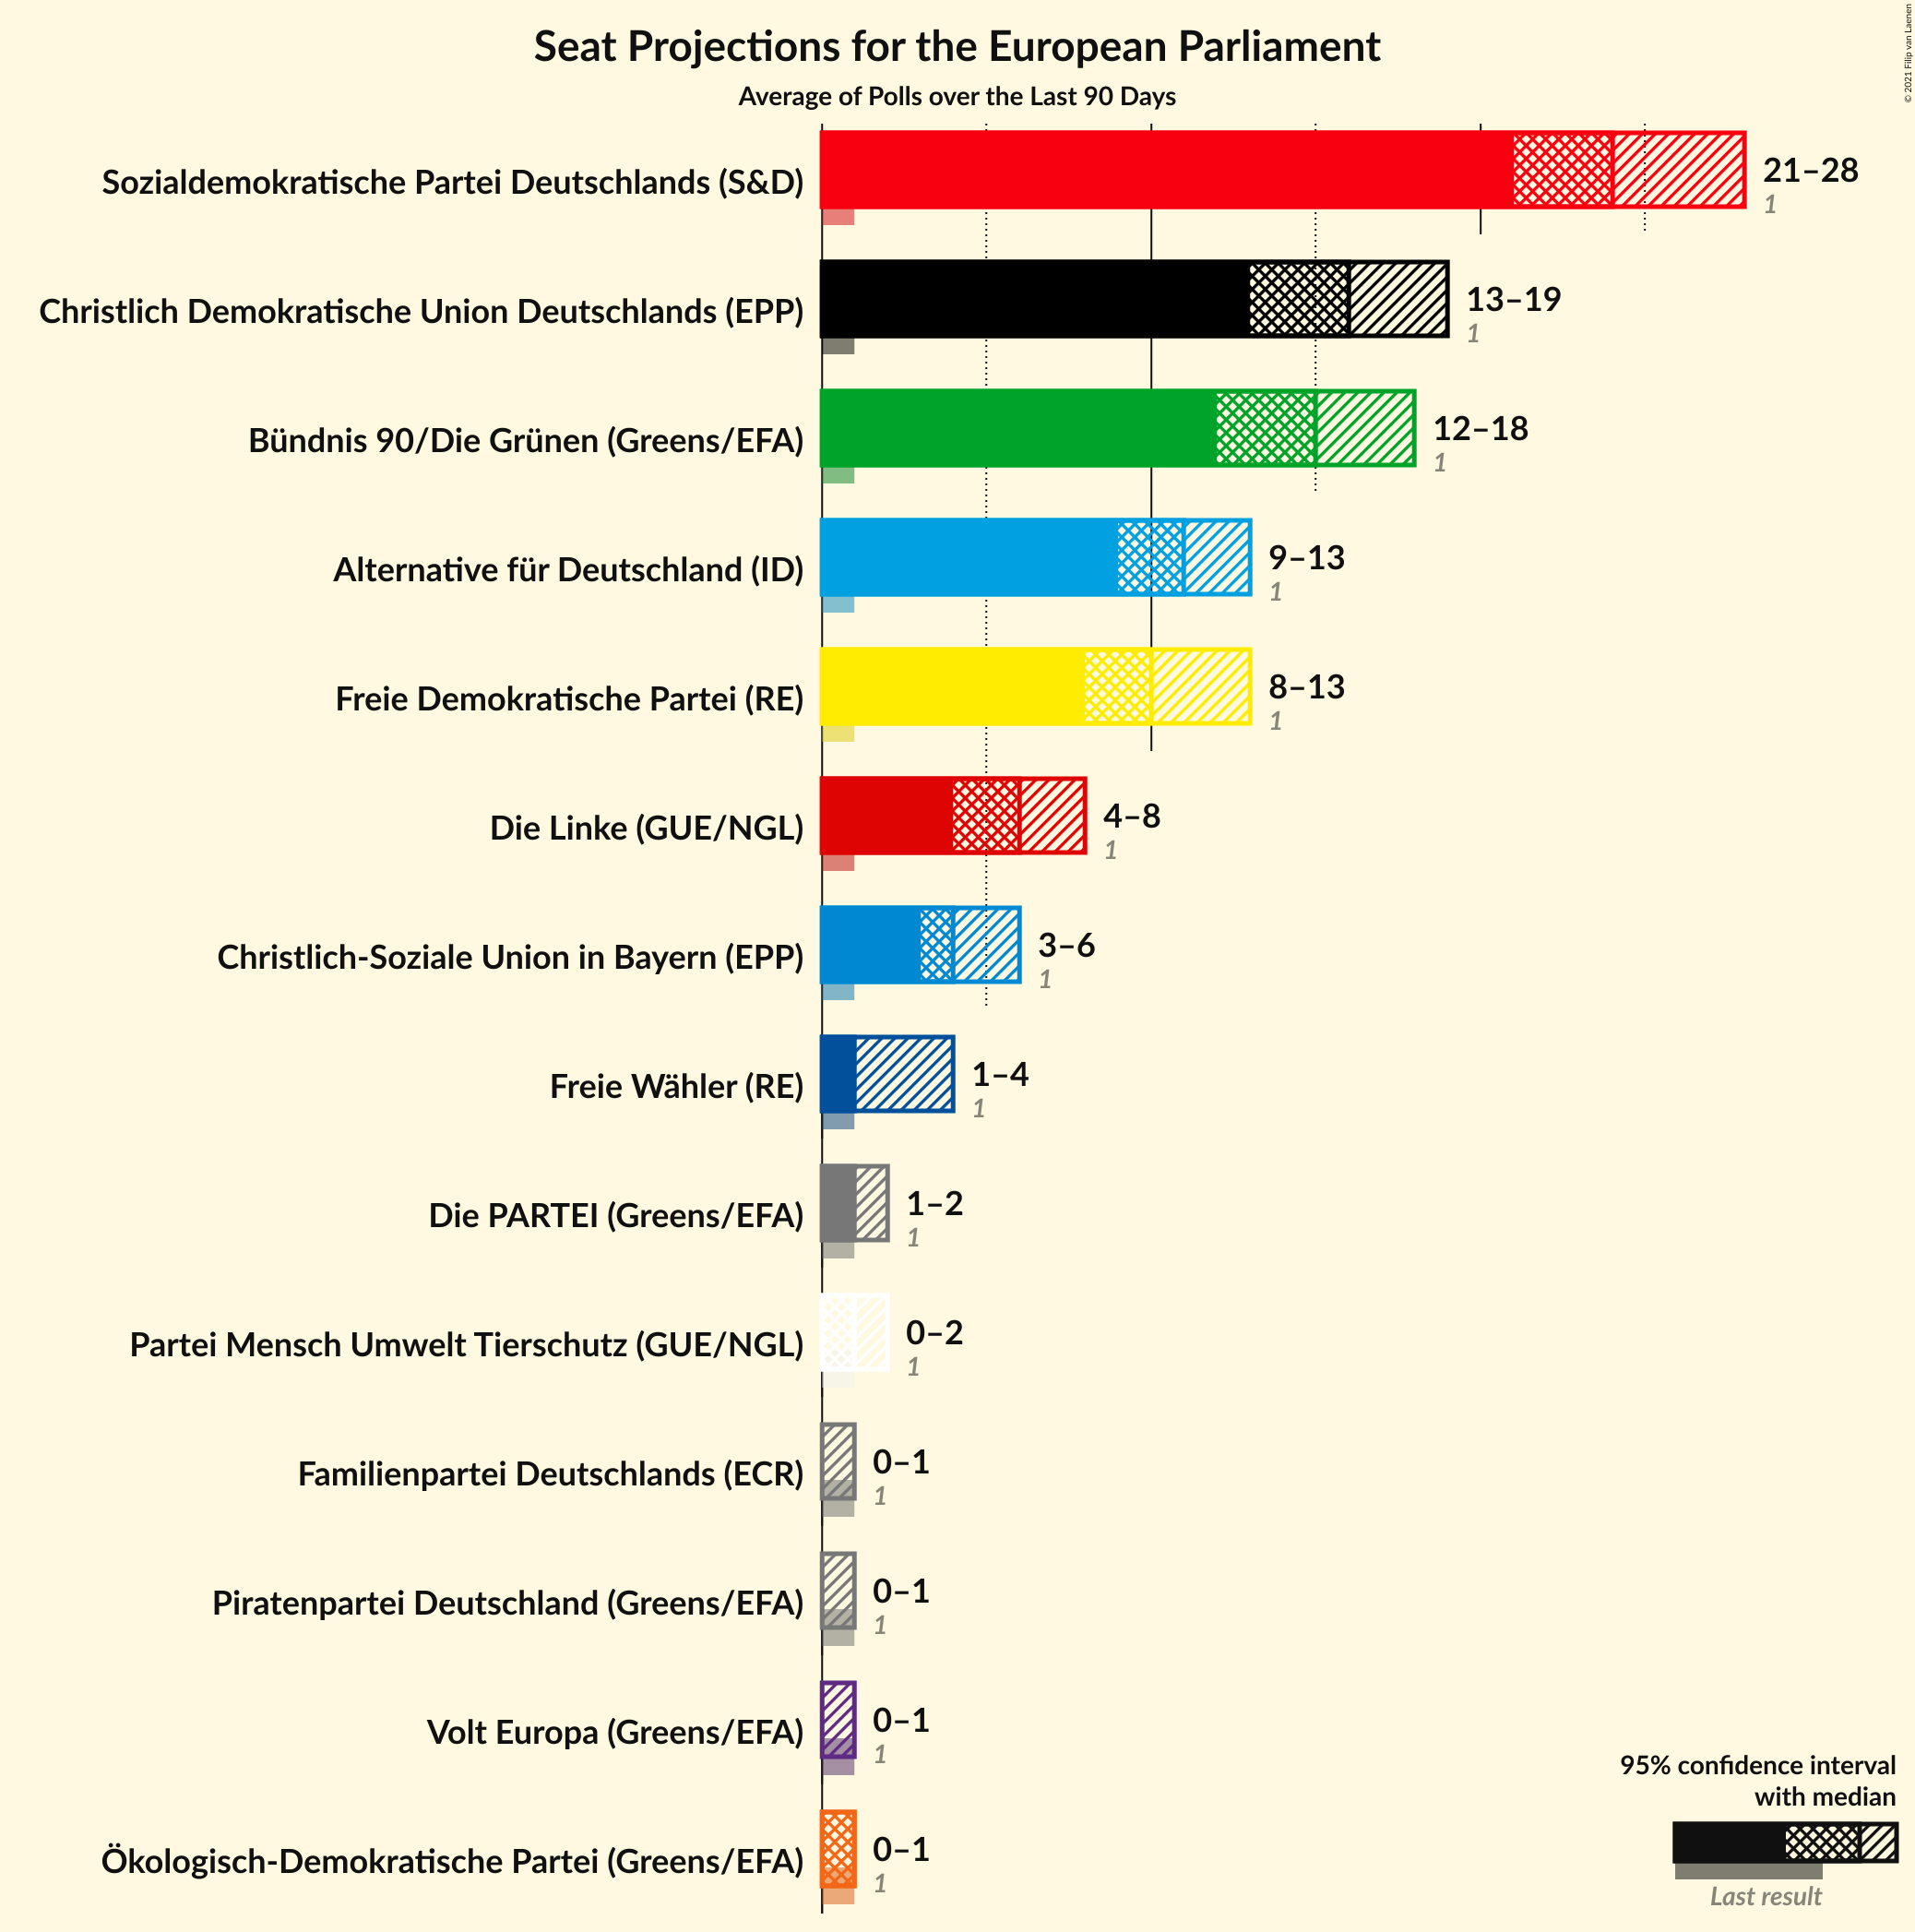 Seat Projections for the European Parliament
Average of Polls over the Last 90 Days
© 2021 Filip van Laenen
Sozialdemokratische Partei Deutschlands (S&D)
21–28
1
Christlich Demokratische Union Deutschlands (EPP)
13–19
1
Bündnis 90/Die Grünen (Greens/EFA)
12–18
1
Alternative für Deutschland (ID)
9–13
1
Freie Demokratische Partei (RE)
8–13
1
Die Linke (GUE/NGL)
4–8
1
Christlich-Soziale Union in Bayern (EPP)
3–6
1
Freie Wähler (RE)
1–4
1
Die PARTEI (Greens/EFA)
1–2
1
Partei Mensch Umwelt Tierschutz (GUE/NGL)
0–2
1
Familienpartei Deutschlands (ECR)
0–1
1
Piratenpartei Deutschland (Greens/EFA)
0–1
1
Volt Europa (Greens/EFA)
0–1
1
Ökologisch-Demokratische Partei (Greens/EFA)
0–1
1
95% confidence interval
with median
Last result